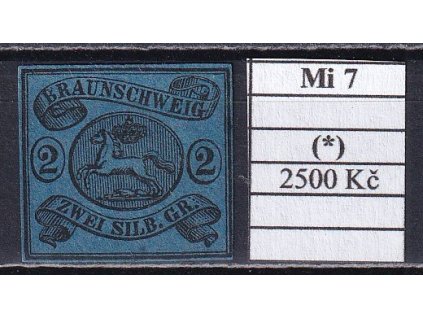 BRAUNSCHWEIG
2 2
ZWEI SILB. GR.
Mi 7
(*)
2500 Kč